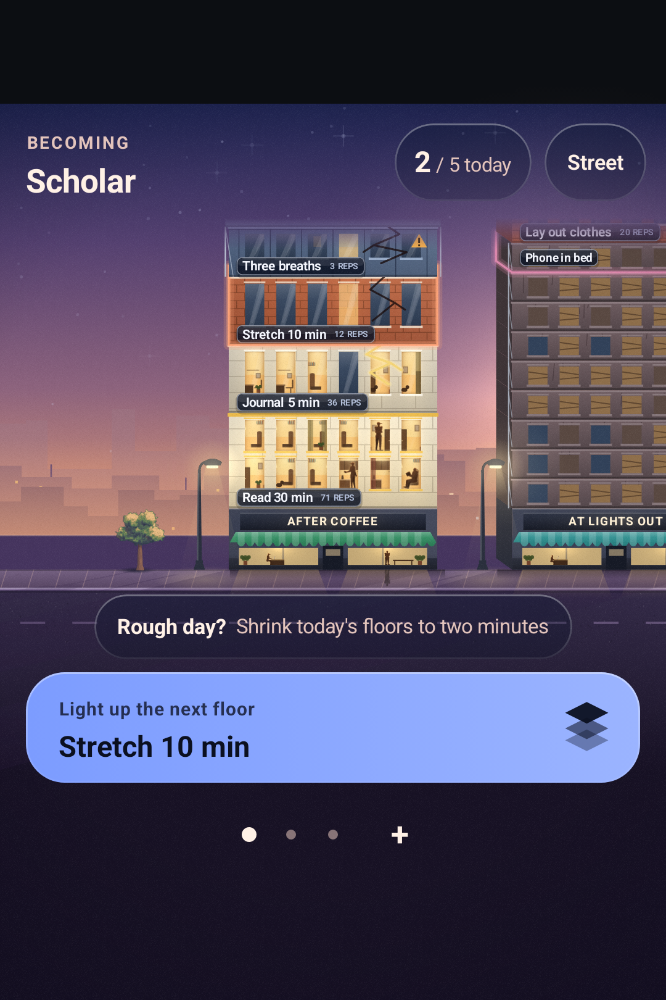 BECOMING
Scholar
2 / 5 today
Street
Three breaths 3 REPS
Stretch 10 min 12 REPS
Journal 5 min 36 REPS
Read 30 min 71 REPS
AFTER COFFEE
Lay out clothes 20 REPS
Phone in bed
AT LIGHTS OUT
Rough day? Shrink today's floors to two minutes
Light up the next floor
Stretch 10 min
+